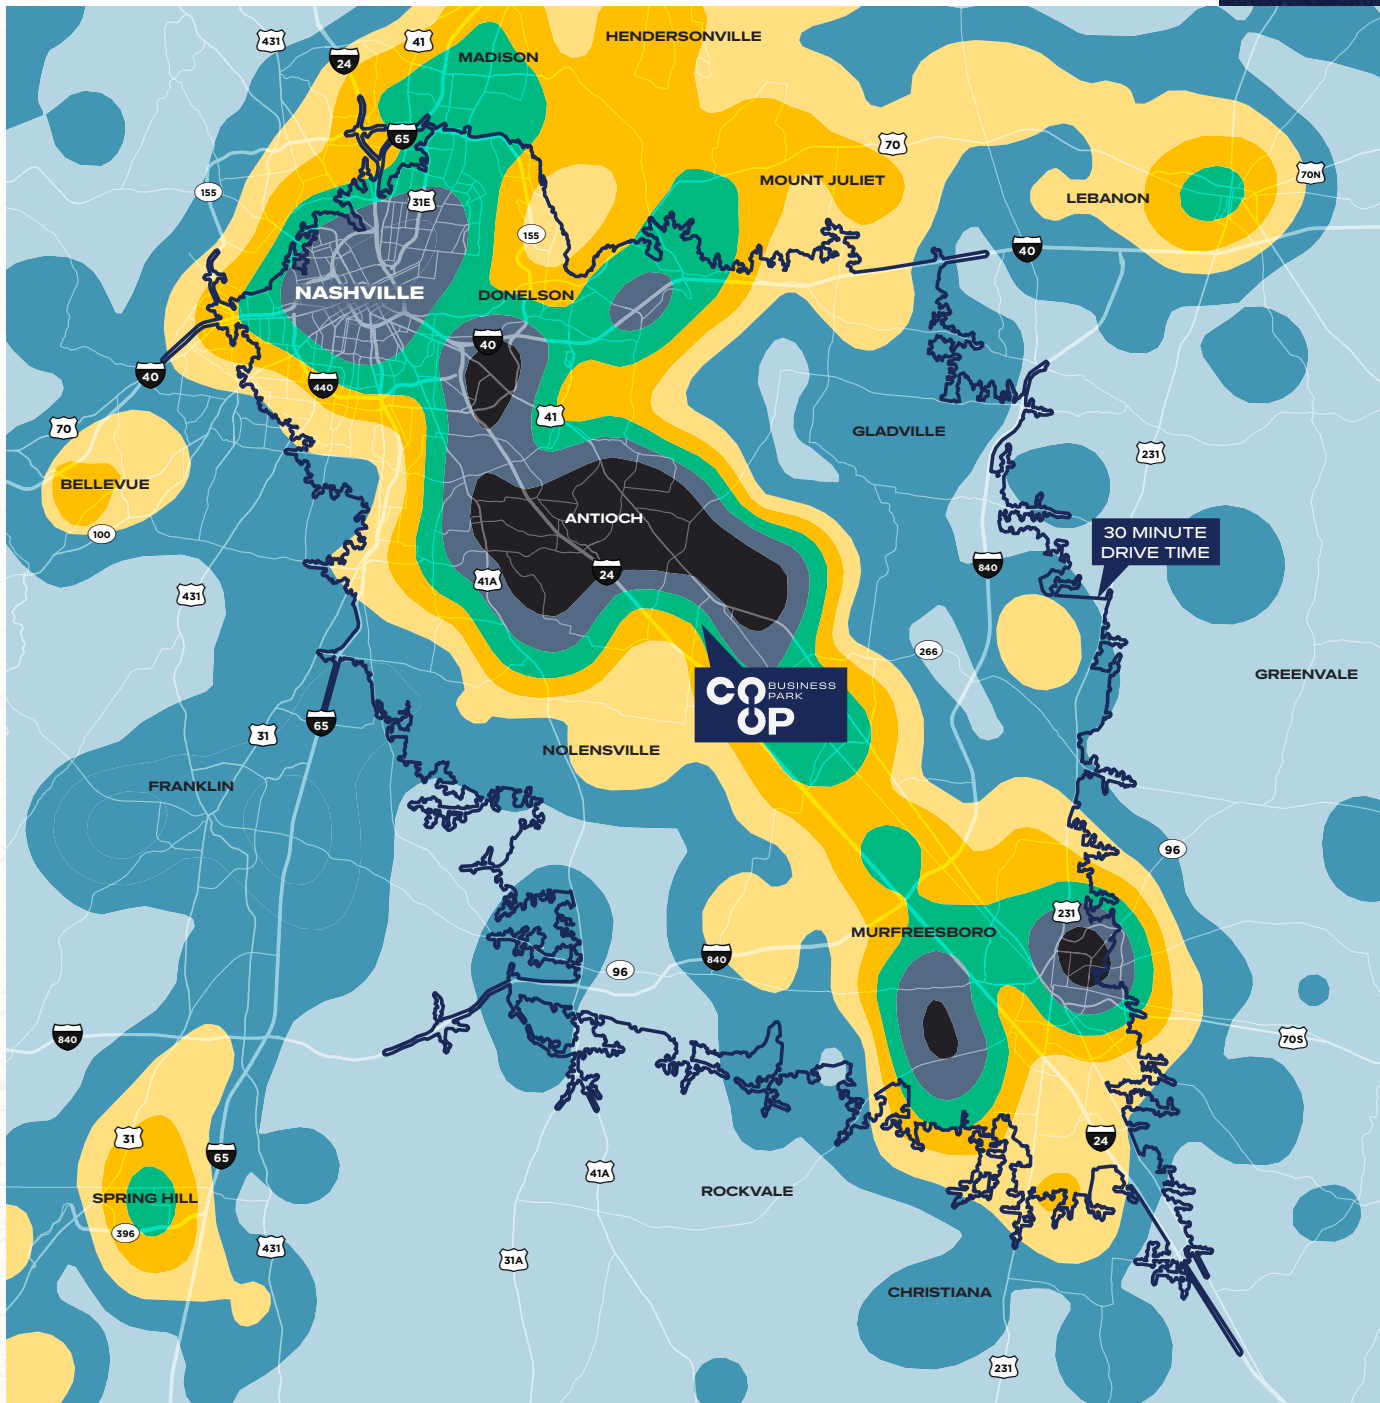 HENDERSONVILLE
431
41
24
MADISON
65
70
MOUNT JULIET
70N
155
31E
LEBANON
155
40
NASHVILLE
DONELSON
40
40
440
41
70
GLADVILLE
231
BELLEVUE
ANTIOCH
100
30 MINUTE
DRIVE TIME
24
41A
840
431
266
GREENVALE
CO
OP
BUSINESS
PARK
65
31
NOLENSVILLE
FRANKLIN
96
231
MURFREESBORO
840
96
840
70S
31
24
65
41A
ROCKVALE
SPRING HILL
396
431
31A
CHRISTIANA
231